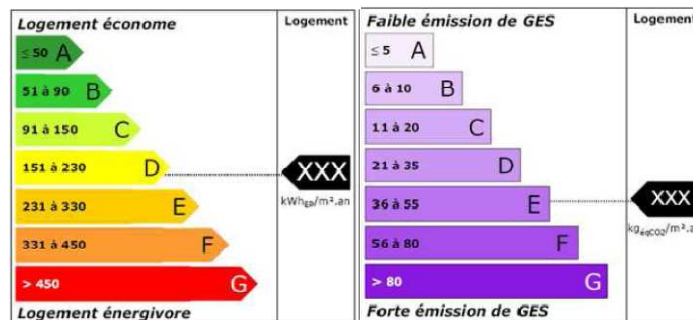 Logement économe
Logement
≤ 50 A
51 à 90 B
91 à 150 C
151 à 230 D
XXX
kWhEP/m².an
231 à 330 E
331 à 450 F
> 450 G
Logement énergivore
Faible émission de GES
Logement
≤ 5 A
6 à 10 B
11 à 20 C
21 à 35 D
36 à 55 E
XXX
kgéqCO2/m².a
56 à 80 F
> 80 G
Forte émission de GES